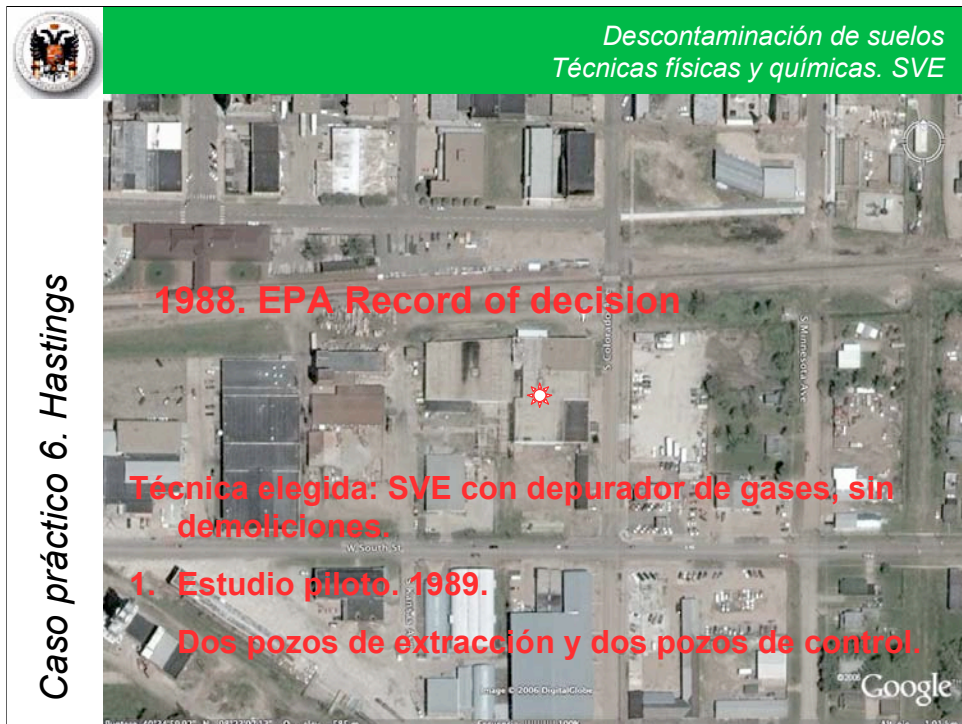 Descontaminación de suelos
Técnicas físicas y químicas. SVE
Caso práctico 6. Hastings
1988. EPA Record of decision
S Colorado Ave
S Minnesota Ave
Técnica elegida: SVE con depurador de gases, sin
demoliciones.
W South St
1. Estudio piloto. 1989.
Dos pozos de extracción y dos pozos de control.
Image © 2006 DigitalGlobe
©2006 Google